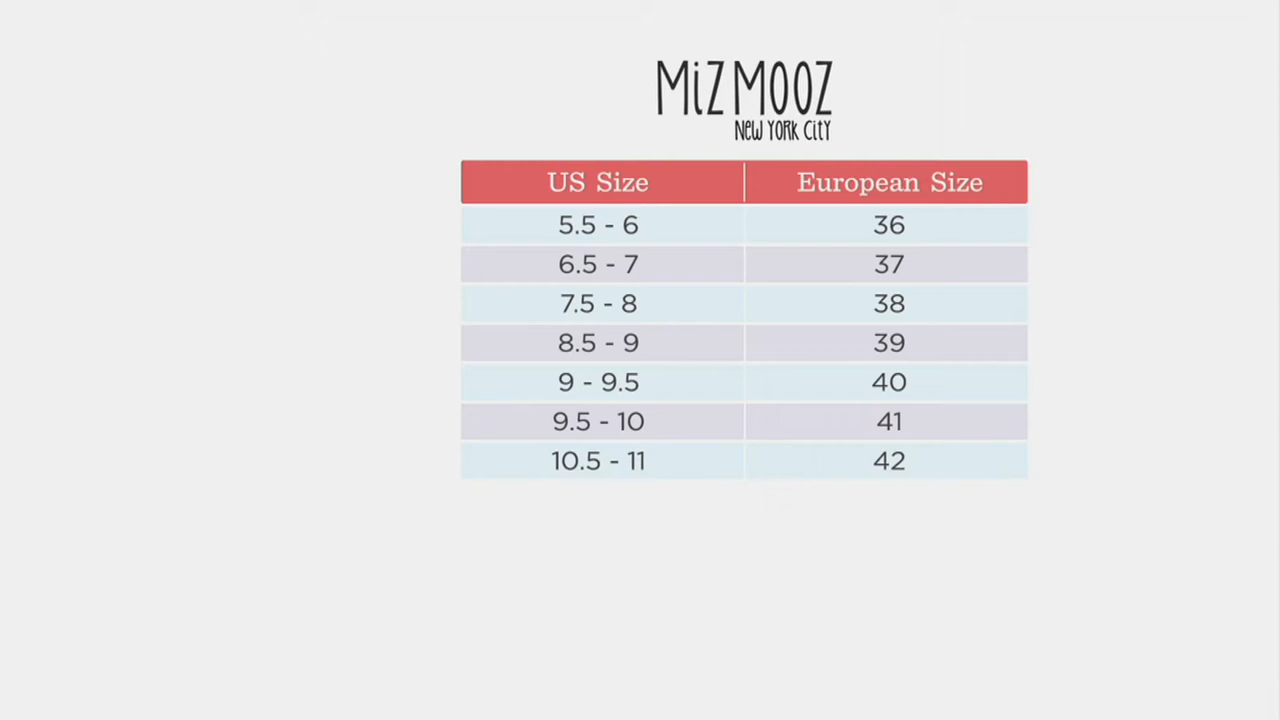 MiZ MOOZ
NeW YORK CiTY
US Size European Size
5.5 - 6 36
6.5 - 7 37
7.5 - 8 38
8.5 - 9 39
9 - 9.5 40
9.5 - 10 41
10.5 - 11 42